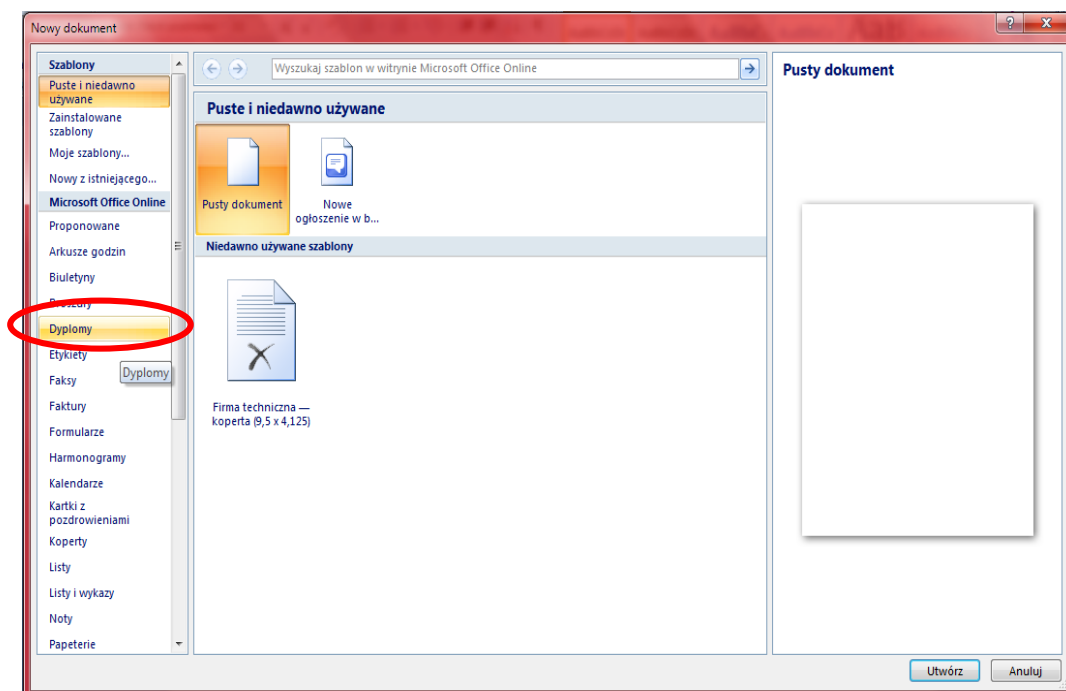 Nowy dokument
Szablony
Puste i niedawno
używane
Zainstalowane
szablony
Moje szablony...
Nowy z istniejącego...
Microsoft Office Online
Proponowane
Arkusze godzin
Biuletyny
Broszury
Dyplomy
Etykiety
Dyplomy
Faksy
Faktury
Formularze
Harmonogramy
Kalendarze
Kartki z
pozdrowieniami
Koperty
Listy
Listy i wykazy
Noty
Papeterie
Wyszukaj szablon w witrynie Microsoft Office Online
Puste i niedawno używane
Pusty dokument
Nowe
ogłoszenie w b...
Niedawno używane szablony
Firma techniczna —
koperta (9,5 x 4,125)
Pusty dokument
Utwórz
Anuluj